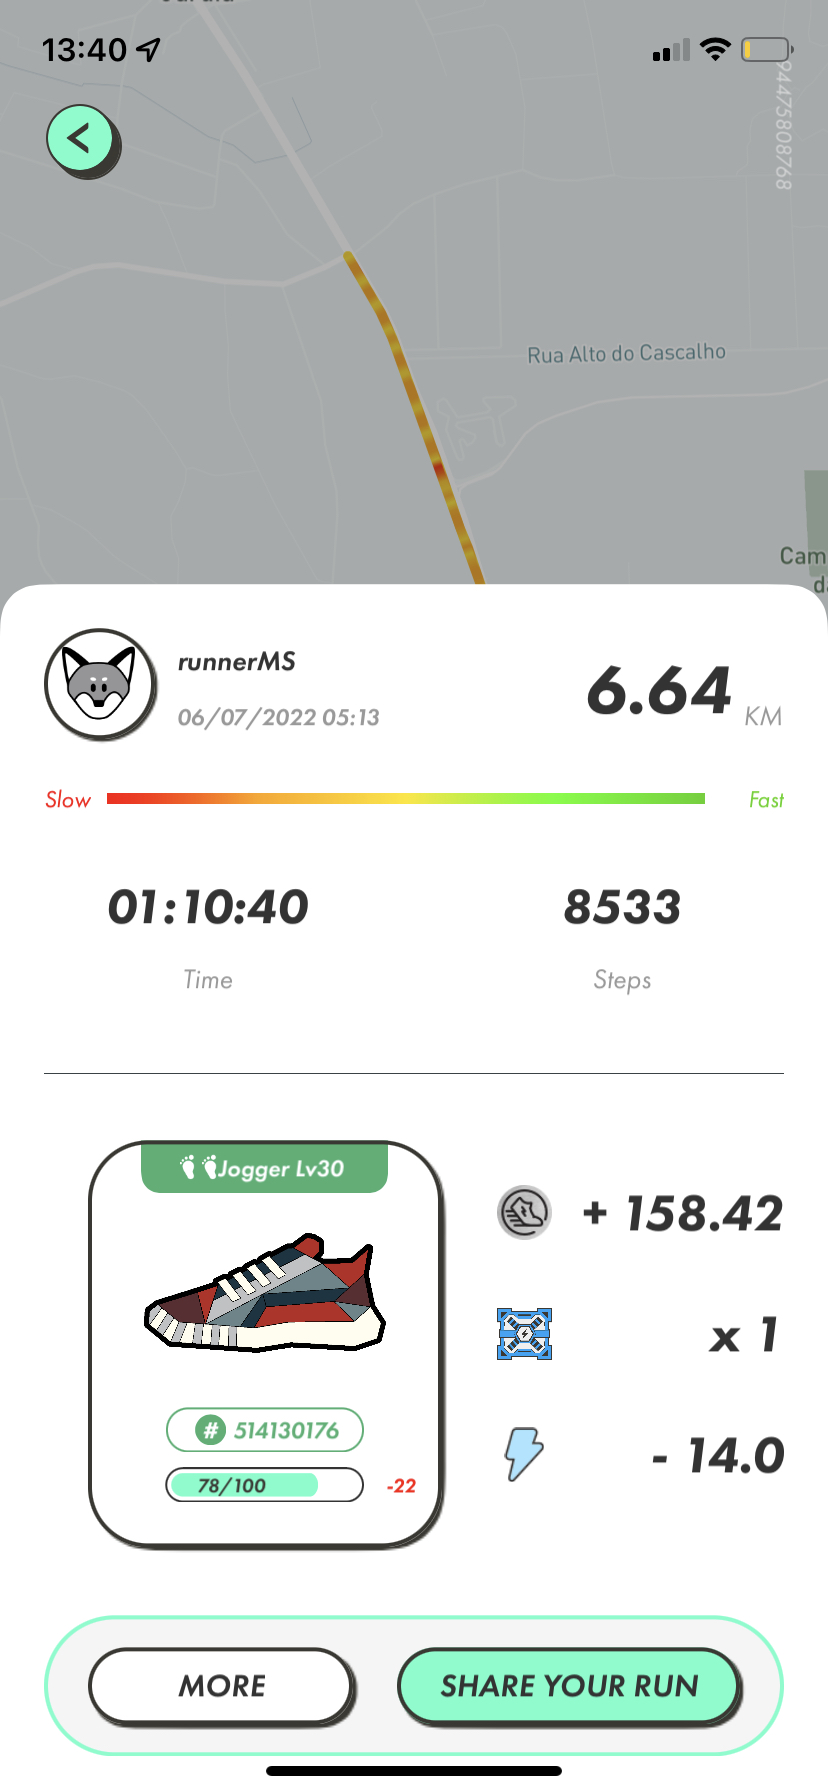 13:40
94475808768
Rua Alto do Cascalho
Cam
d
runnerMS
06/07/2022 05:13
6.64 KM
Slow
Fast
01:10:40
8533
Time
Steps
Jogger Lv30
+ 158.42
x 1
# 514130176
- 14.0
78/100
-22
MORE
SHARE YOUR RUN